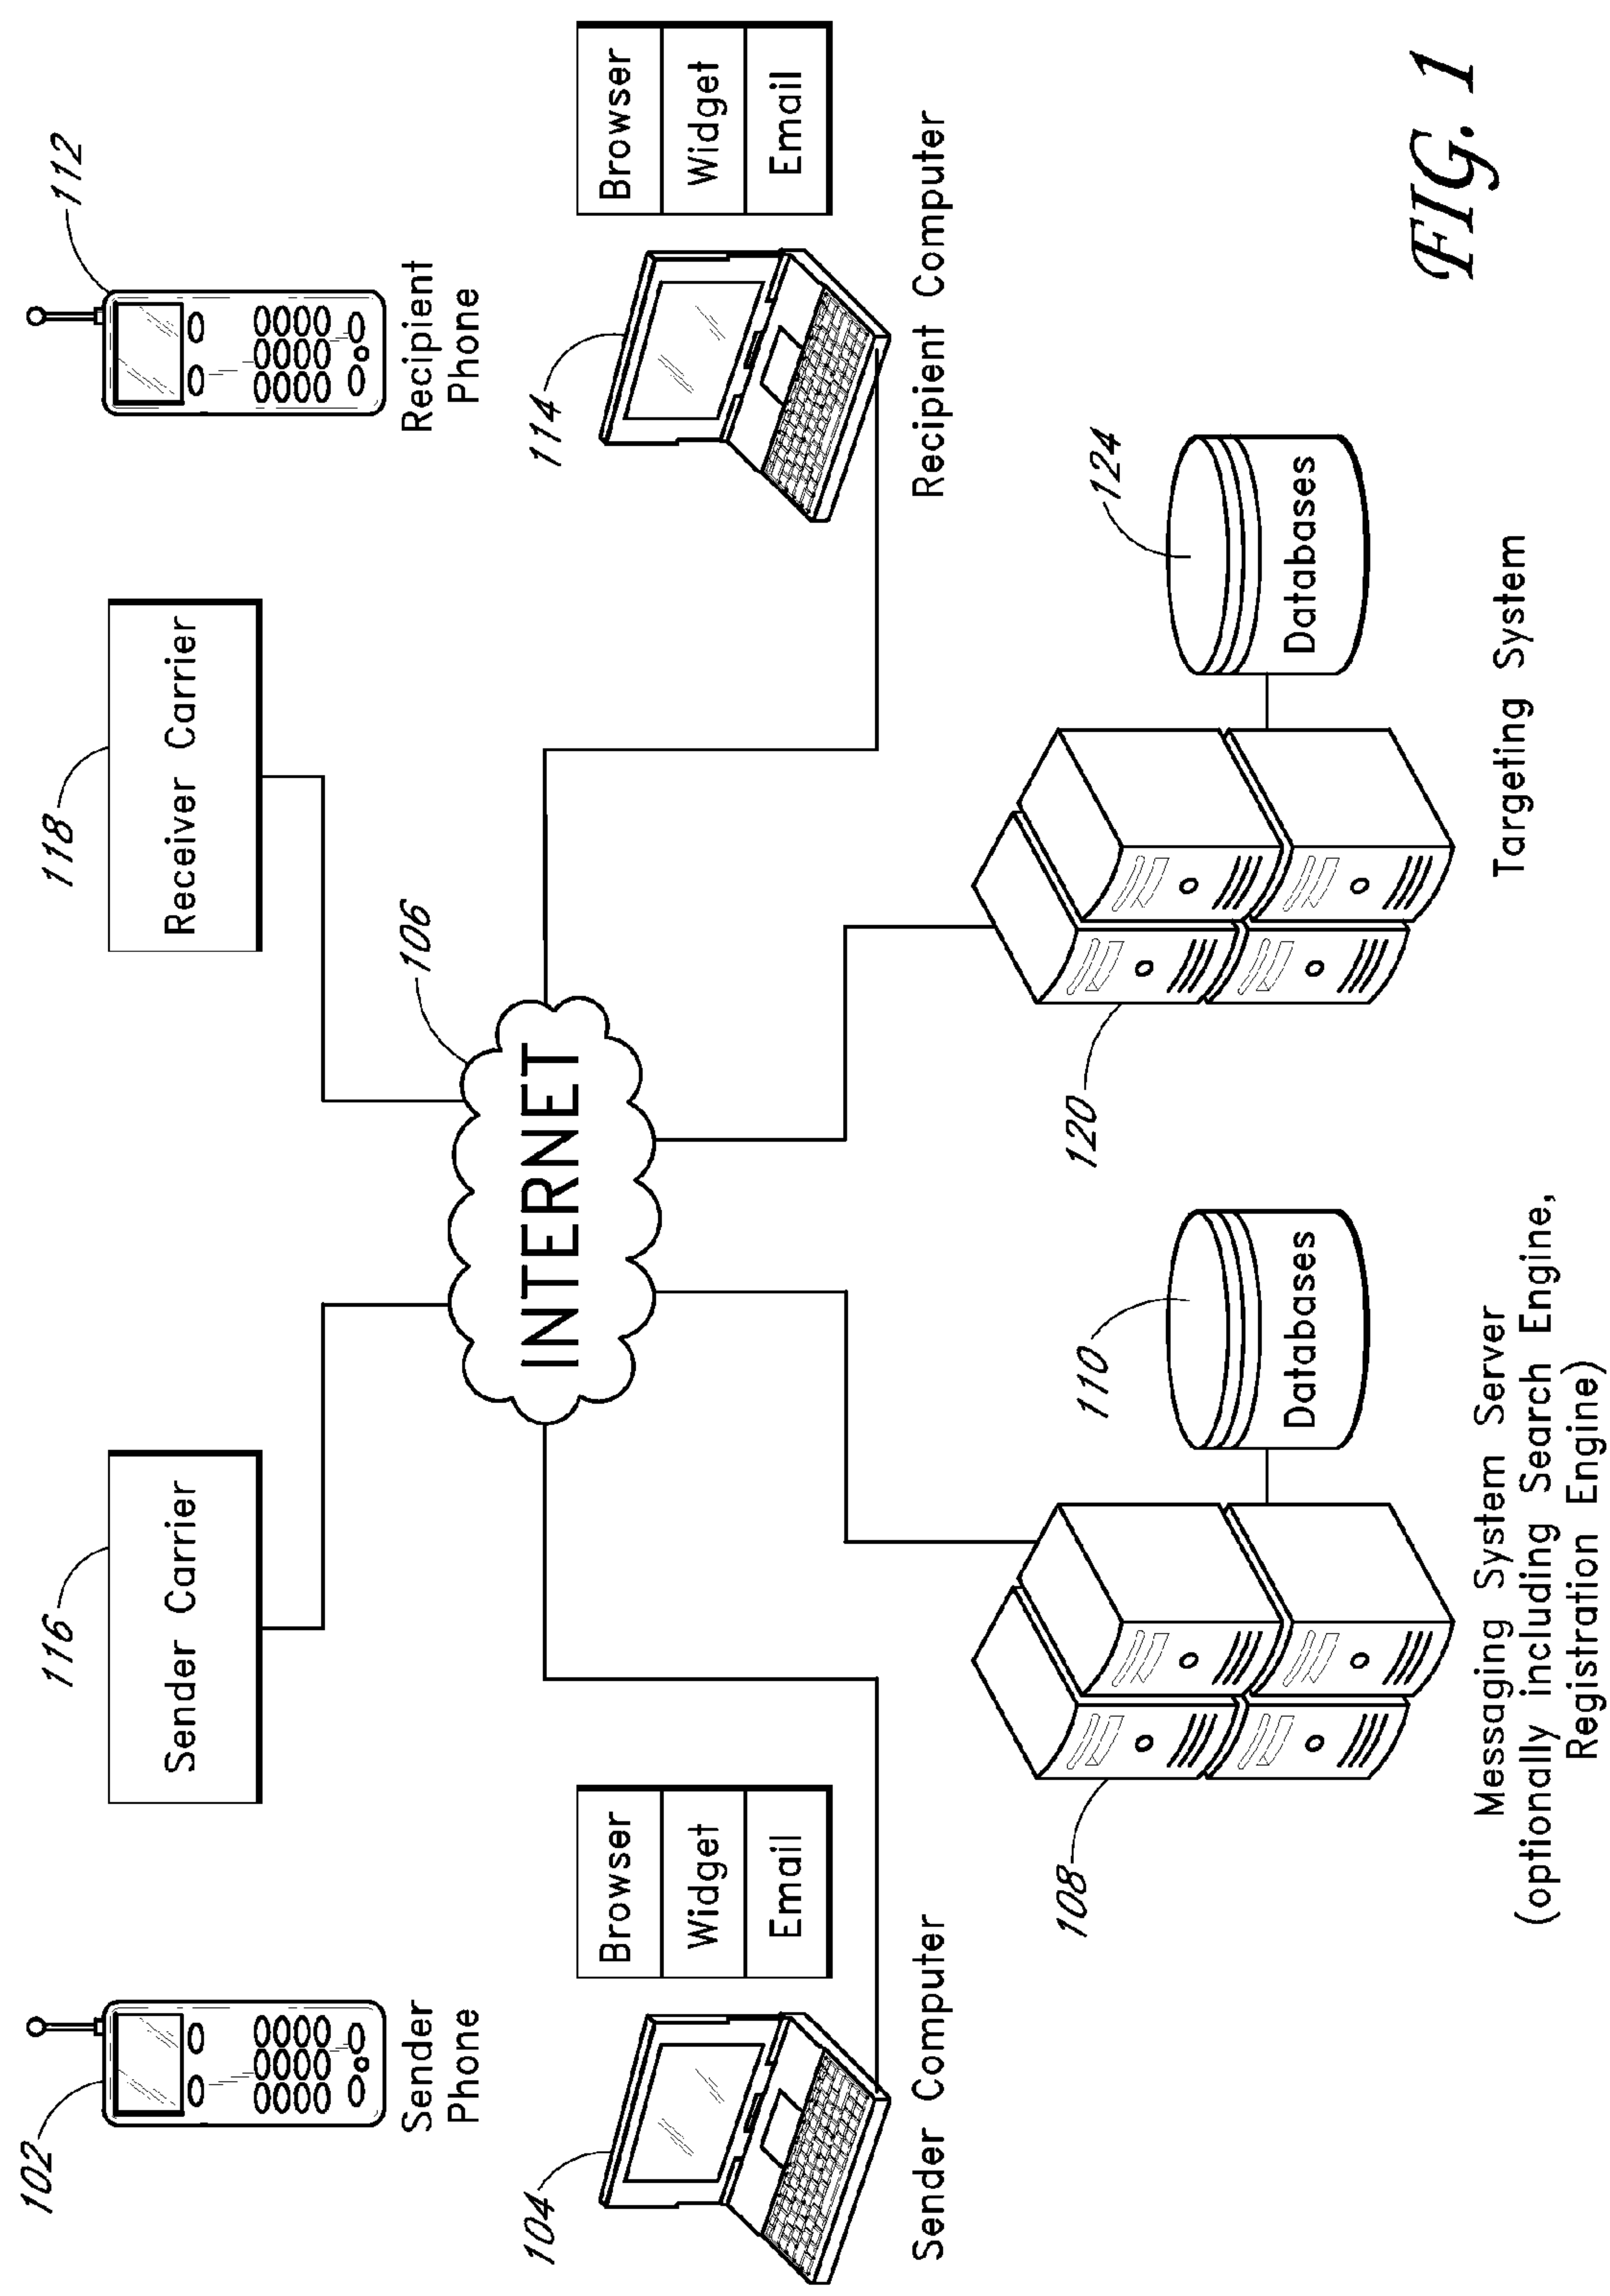 102
Sender
Phone
116
Sender Carrier
118
Receiver Carrier
112
Recipient
Phone
104
Browser
Widget
Email
Sender Computer
106
INTERNET
114
Browser
Widget
Email
Recipient Computer
108
110
Databases
Messaging System Server
(optionally including Search Engine,
Registration Engine)
120
124
Databases
Targeting System
FIG. 1